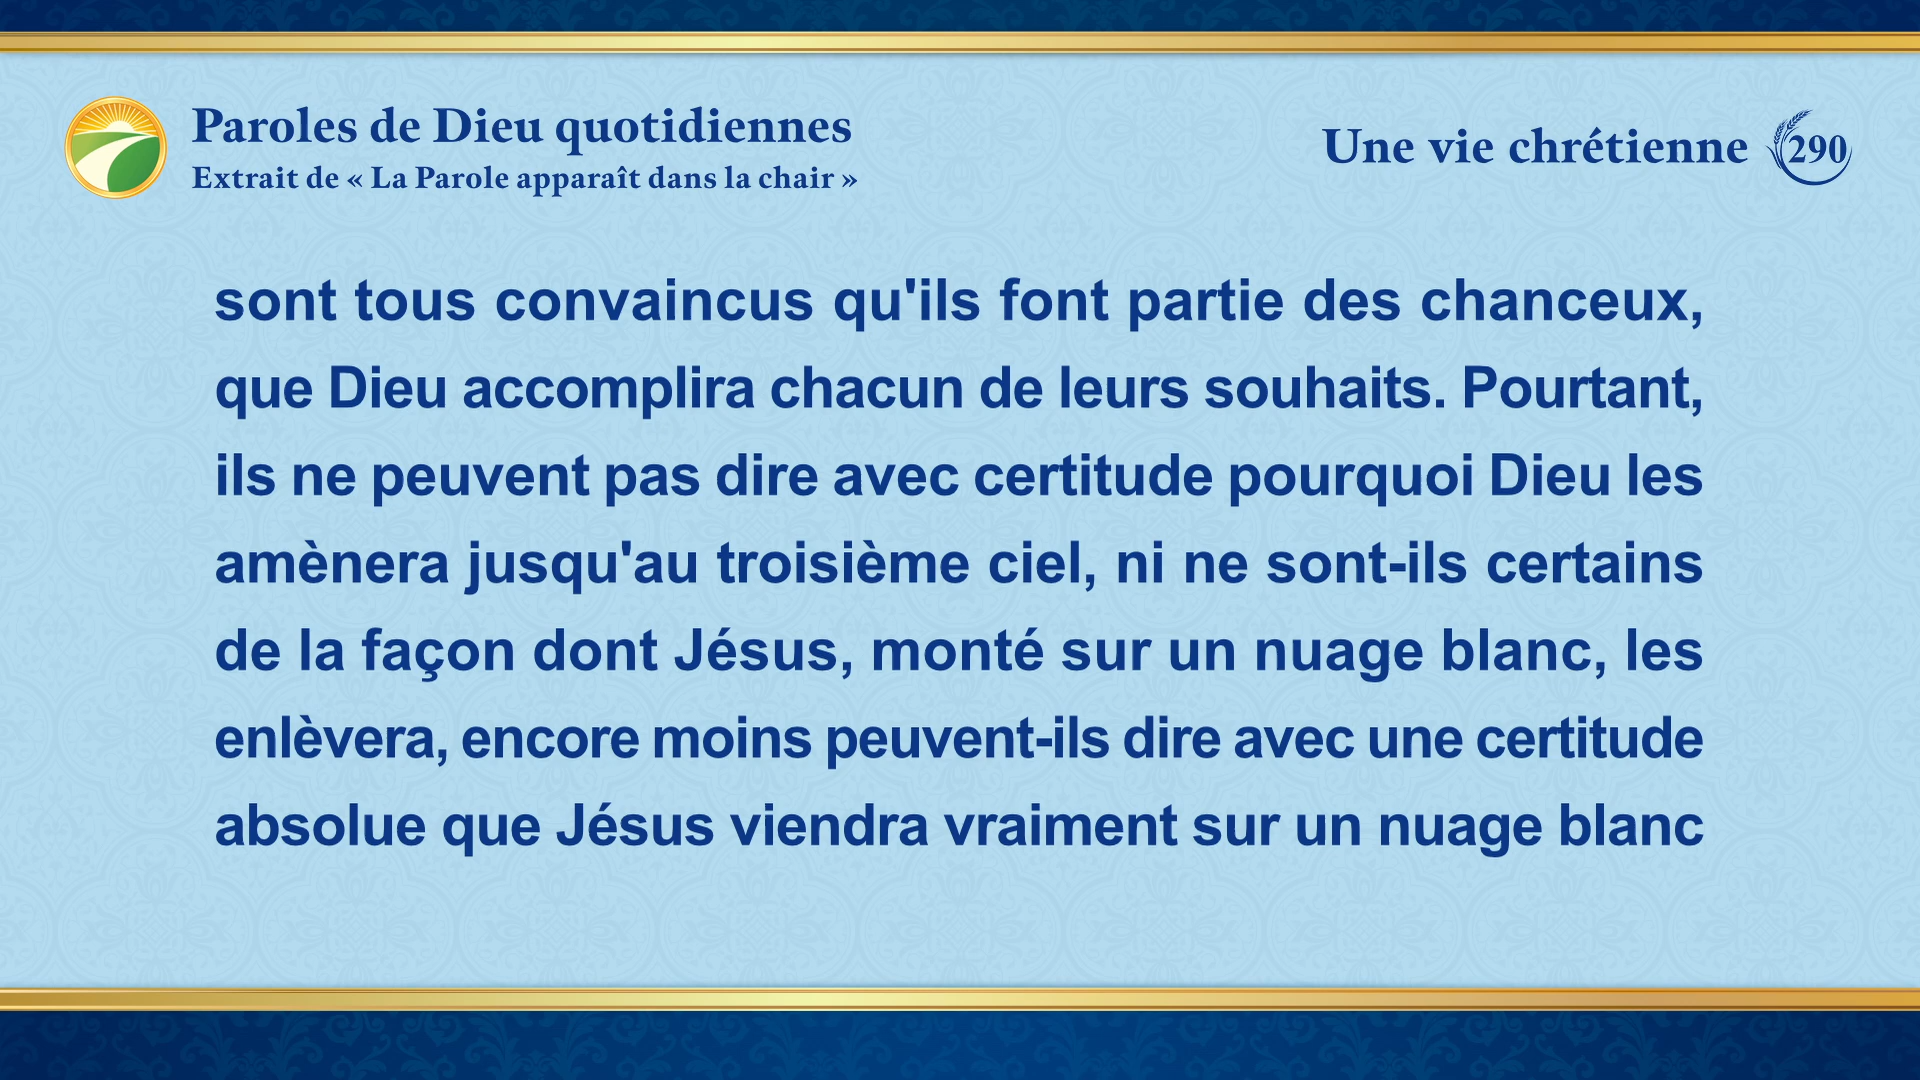 Paroles de Dieu quotidiennes
Extrait de « La Parole apparaît dans la chair »
Une vie chrétienne 290
sont tous convaincus qu'ils font partie des chanceux,
que Dieu accomplira chacun de leurs souhaits. Pourtant,
ils ne peuvent pas dire avec certitude pourquoi Dieu les
amènera jusqu'au troisième ciel, ni ne sont-ils certains
de la façon dont Jésus, monté sur un nuage blanc, les
enlèvera, encore moins peuvent-ils dire avec une certitude
absolue que Jésus viendra vraiment sur un nuage blanc